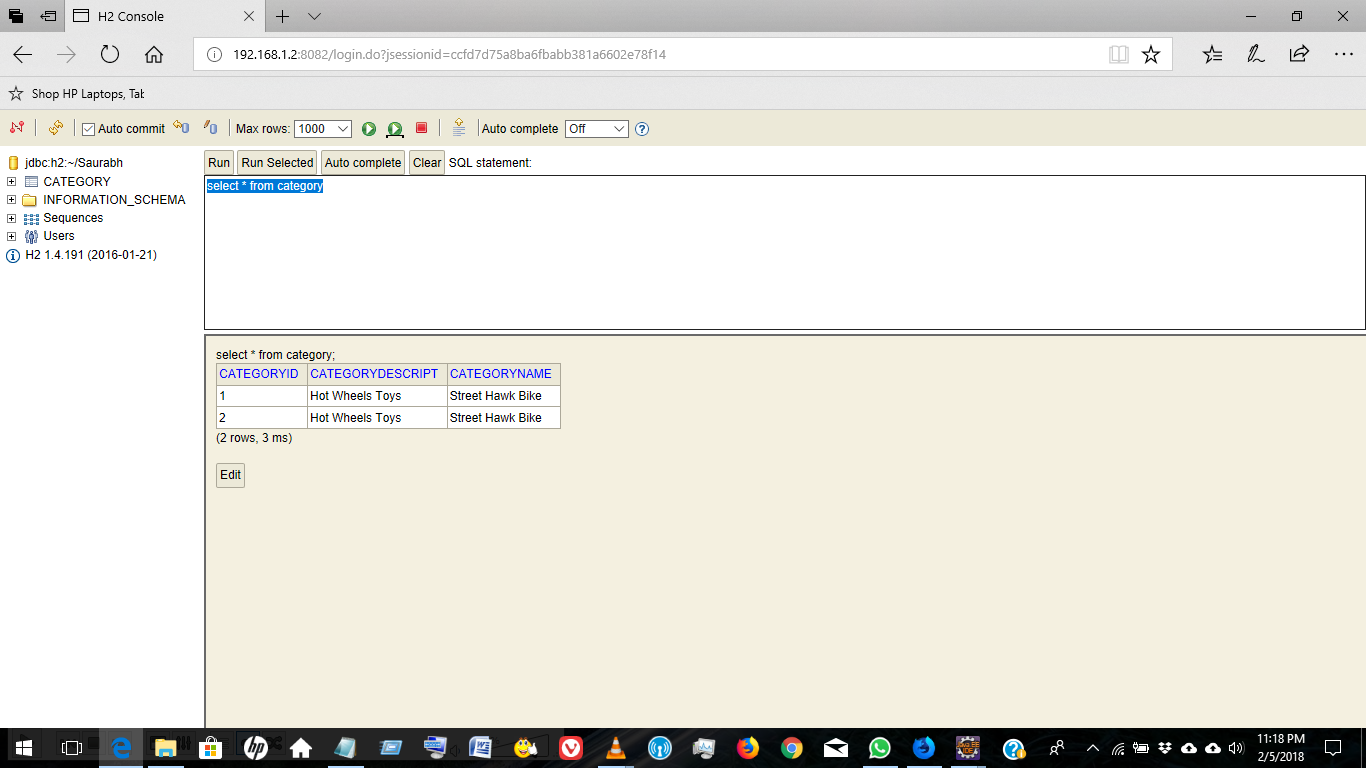 H2 Console
192.168.1.2:8082/login.do?jsessionid=ccfd7d75a8ba6fbabb381a6602e78f14
Shop HP Laptops, Tab
Auto commit
Max rows: 1000
Auto complete Off
jdbc:h2:~/Saurabh
CATEGORY
INFORMATION_SCHEMA
Sequences
Users
H2 1.4.191 (2016-01-21)
Run Run Selected Auto complete Clear SQL statement:
select * from category
select * from category;
CATEGORYID CATEGORYDESCRIPT CATEGORYNAME
1 Hot Wheels Toys Street Hawk Bike
2 Hot Wheels Toys Street Hawk Bike
(2 rows, 3 ms)
Edit
hp
11:18 PM
2/5/2018